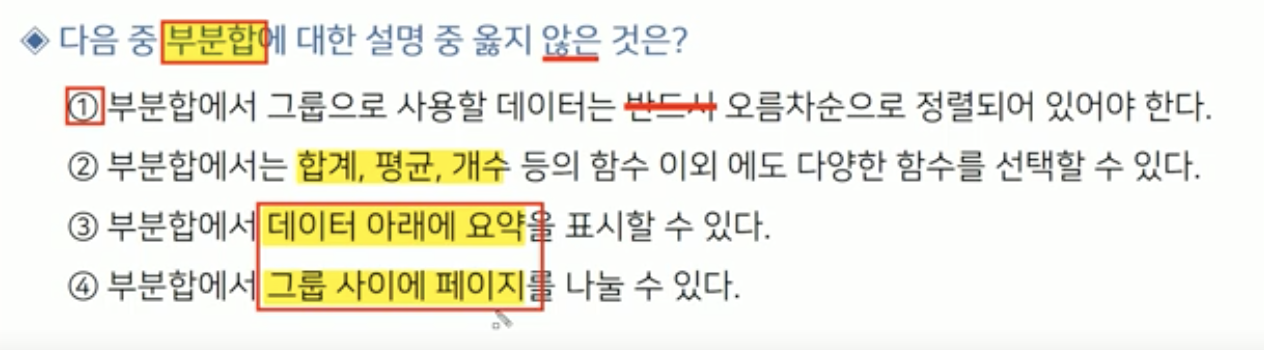 ◈ 다음 중 부분합에 대한 설명 중 옳지 않은 것은?
① 부분합에서 그룹으로 사용할 데이터는 반드시 오름차순으로 정렬되어 있어야 한다.
② 부분합에서는 합계, 평균, 개수 등의 함수 이외 에도 다양한 함수를 선택할 수 있다.
③ 부분합에서 데이터 아래에 요약을 표시할 수 있다.
④ 부분합에서 그룹 사이에 페이지를 나눌 수 있다.